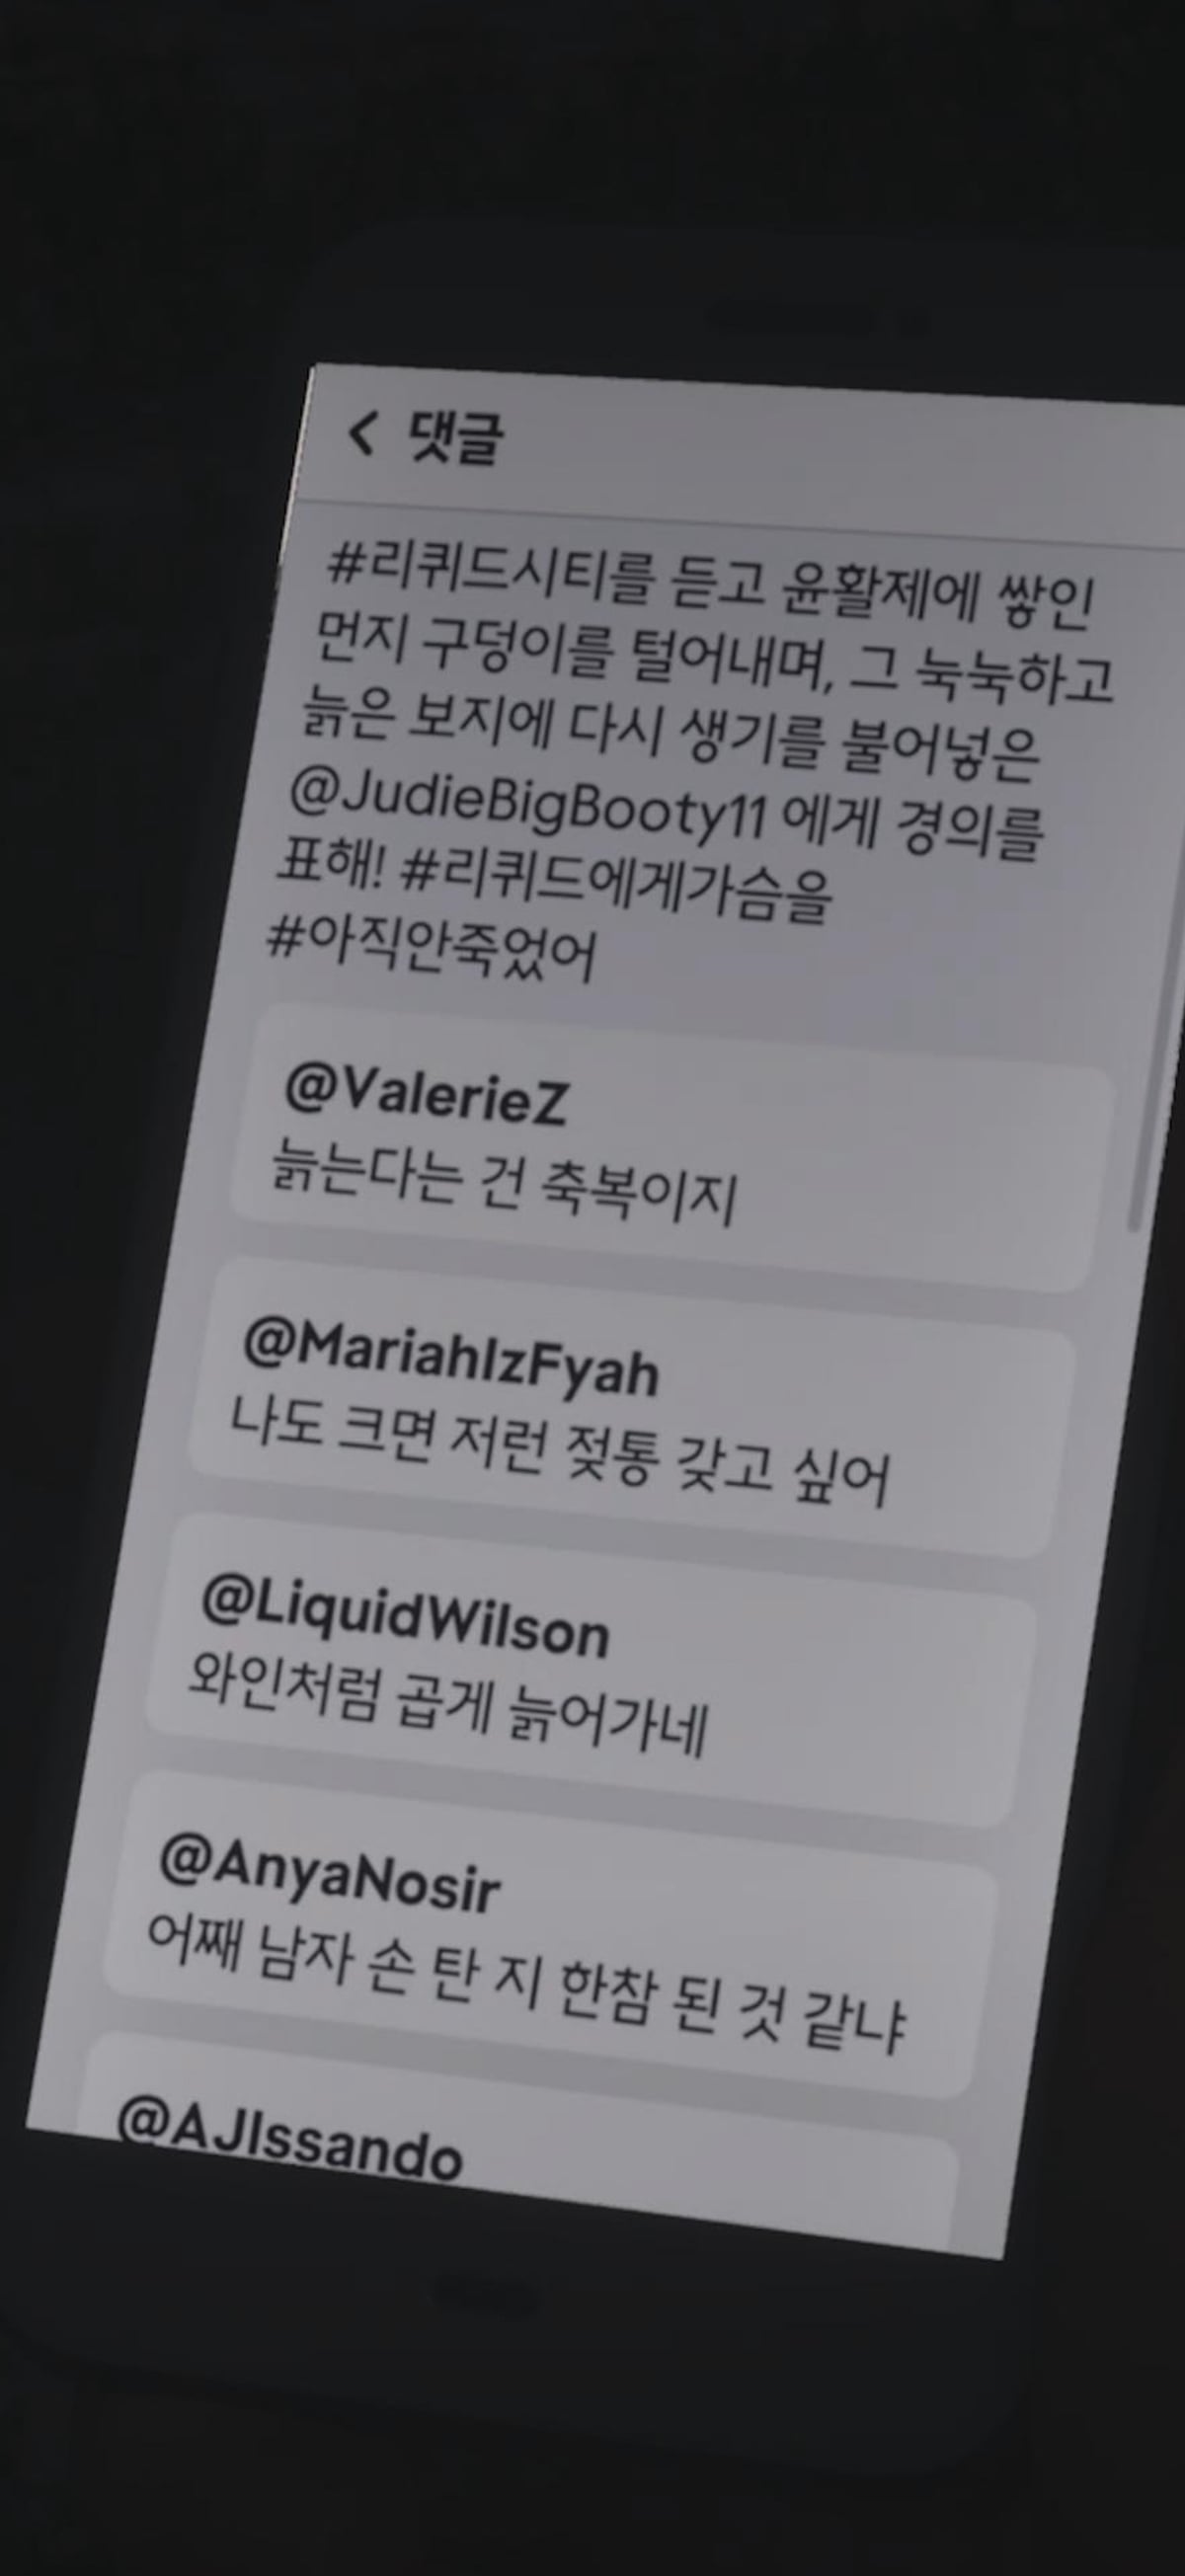 댓글
#리퀴드시티를 듣고 윤활제에 쌓인
먼지 구덩이를 털어내며, 그 눅눅하고
늙은 보지에 다시 생기를 불어넣은
@JudieBigBooty11 에게 경의를
표해! #리퀴드에게가슴을
#아직안죽었어
@ValerieZ
늙는다는 건 축복이지
@MariahIzFyah
나도 크면 저런 젖통 갖고 싶어
@LiquidWilson
와인처럼 곱게 늙어가네
@AnyaNosir
어째 남자 손 탄 지 한참 된 것 같냐
@AJIssando